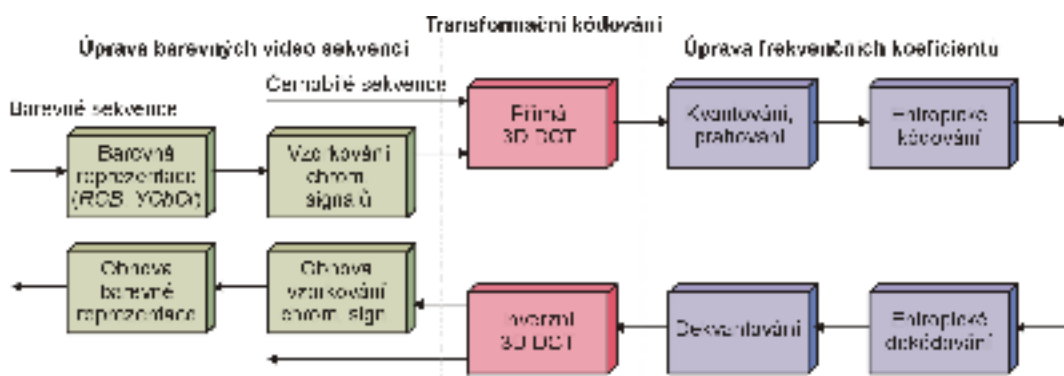 Transformační kódování
Úprava barevných video sekvencí
Úprava frekvenčních koeficientů
Černobílé sekvence
Barevné sekvence
Barevná
reprezentace
(RGB, YCbCr)
Vzorkování
chrom.
signálů
Přímá
3D DCT
Kvantování,
prahování
Entropické
kódování
Obnova
barevné
reprezentace
Obnova
vzorkování
chrom. sign.
Inverzní
3D DCT
Dekvantování
Entropické
dekódování